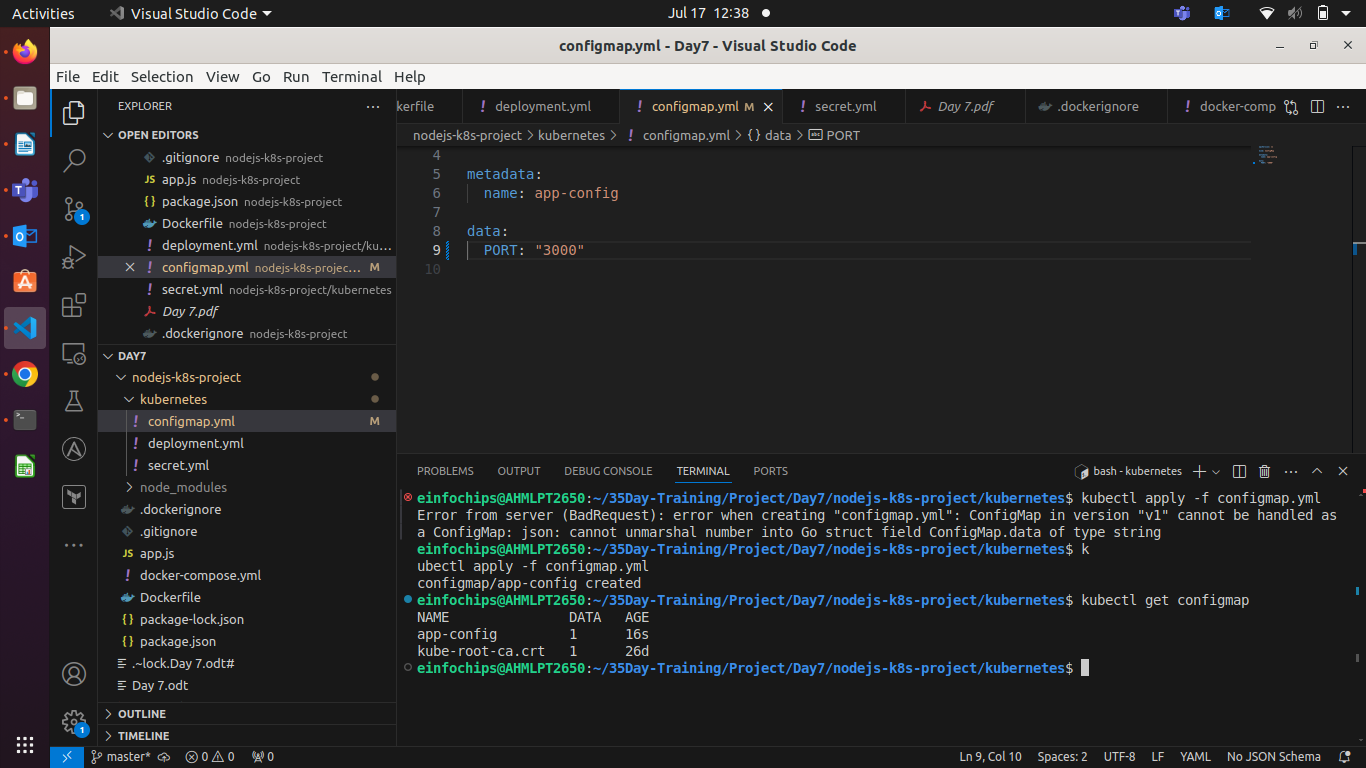 Activities
Visual Studio Code
Jul 17 12:38
configmap.yml - Day7 - Visual Studio Code
File Edit Selection View Go Run Terminal Help
EXPLORER
OPEN EDITORS
.gitignore nodejs-k8s-project
JS app.js nodejs-k8s-project
{ } package.json nodejs-k8s-project
Dockerfile nodejs-k8s-project
! deployment.yml nodejs-k8s-project/ku...
! configmap.yml nodejs-k8s-projec... M
! secret.yml nodejs-k8s-project/kubernetes
Day 7.pdf
.dockerignore nodejs-k8s-project
DAY7
nodejs-k8s-project
kubernetes
! configmap.yml M
! deployment.yml
! secret.yml
node_modules
.dockerignore
.gitignore
JS app.js
! docker-compose.yml
Dockerfile
{ } package-lock.json
{ } package.json
.~lock.Day 7.odt#
Day 7.odt
OUTLINE
TIMELINE
1
1
kerfile ! deployment.yml ! configmap.yml M ! secret.yml Day 7.pdf .dockerignore ! docker-comp
nodejs-k8s-project > kubernetes > ! configmap.yml > { } data > abc PORT
4
5 metadata:
6 name: app-config
7
8 data:
9 PORT: "3000"
10
PROBLEMS OUTPUT DEBUG CONSOLE TERMINAL PORTS
bash - kubernetes
einfochips@AHMLPT2650:~/35Day-Training/Project/Day7/nodejs-k8s-project/kubernetes$ kubectl apply -f configmap.yml
Error from server (BadRequest): error when creating "configmap.yml": ConfigMap in version "v1" cannot be handled as
a ConfigMap: json: cannot unmarshal number into Go struct field ConfigMap.data of type string
einfochips@AHMLPT2650:~/35Day-Training/Project/Day7/nodejs-k8s-project/kubernetes$ k
ubectl apply -f configmap.yml
configmap/app-config created
einfochips@AHMLPT2650:~/35Day-Training/Project/Day7/nodejs-k8s-project/kubernetes$ kubectl get configmap
NAME DATA AGE
app-config 1 16s
kube-root-ca.crt 1 26d
einfochips@AHMLPT2650:~/35Day-Training/Project/Day7/nodejs-k8s-project/kubernetes$
master* 0 0 0
Ln 9, Col 10 Spaces: 2 UTF-8 LF YAML No JSON Schema